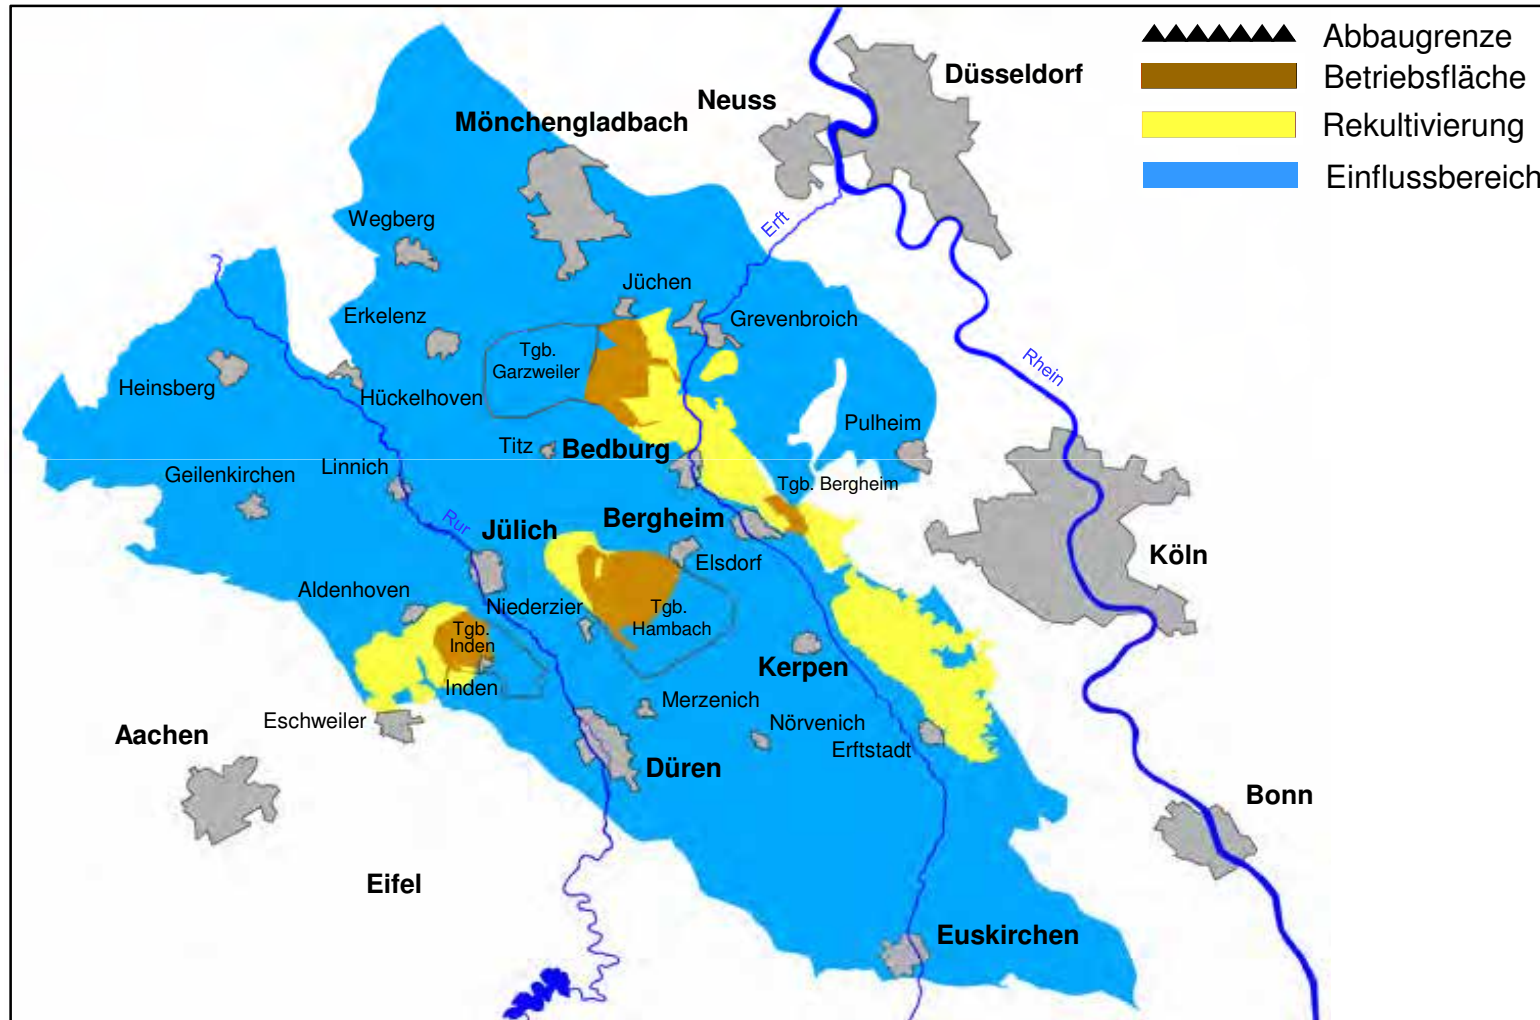 Abbaugrenze
Betriebsfläche
Rekultivierung
Einflussbereich
Düsseldorf
Neuss
Mönchengladbach
Wegberg
Erft
Jüchen
Erkelenz
Grevenbroich
Tgb.
Garzweiler
Rhein
Heinsberg
Hückelhoven
Pulheim
Titz
Bedburg
Linnich
Geilenkirchen
Tgb. Bergheim
Rur
Jülich
Bergheim
Köln
Elsdorf
Aldenhoven
Niederzier
Tgb.
Hambach
Tgb.
Inden
Kerpen
Inden
Merzenich
Eschweiler
Nörvenich
Aachen
Erftstadt
Düren
Bonn
Eifel
Euskirchen